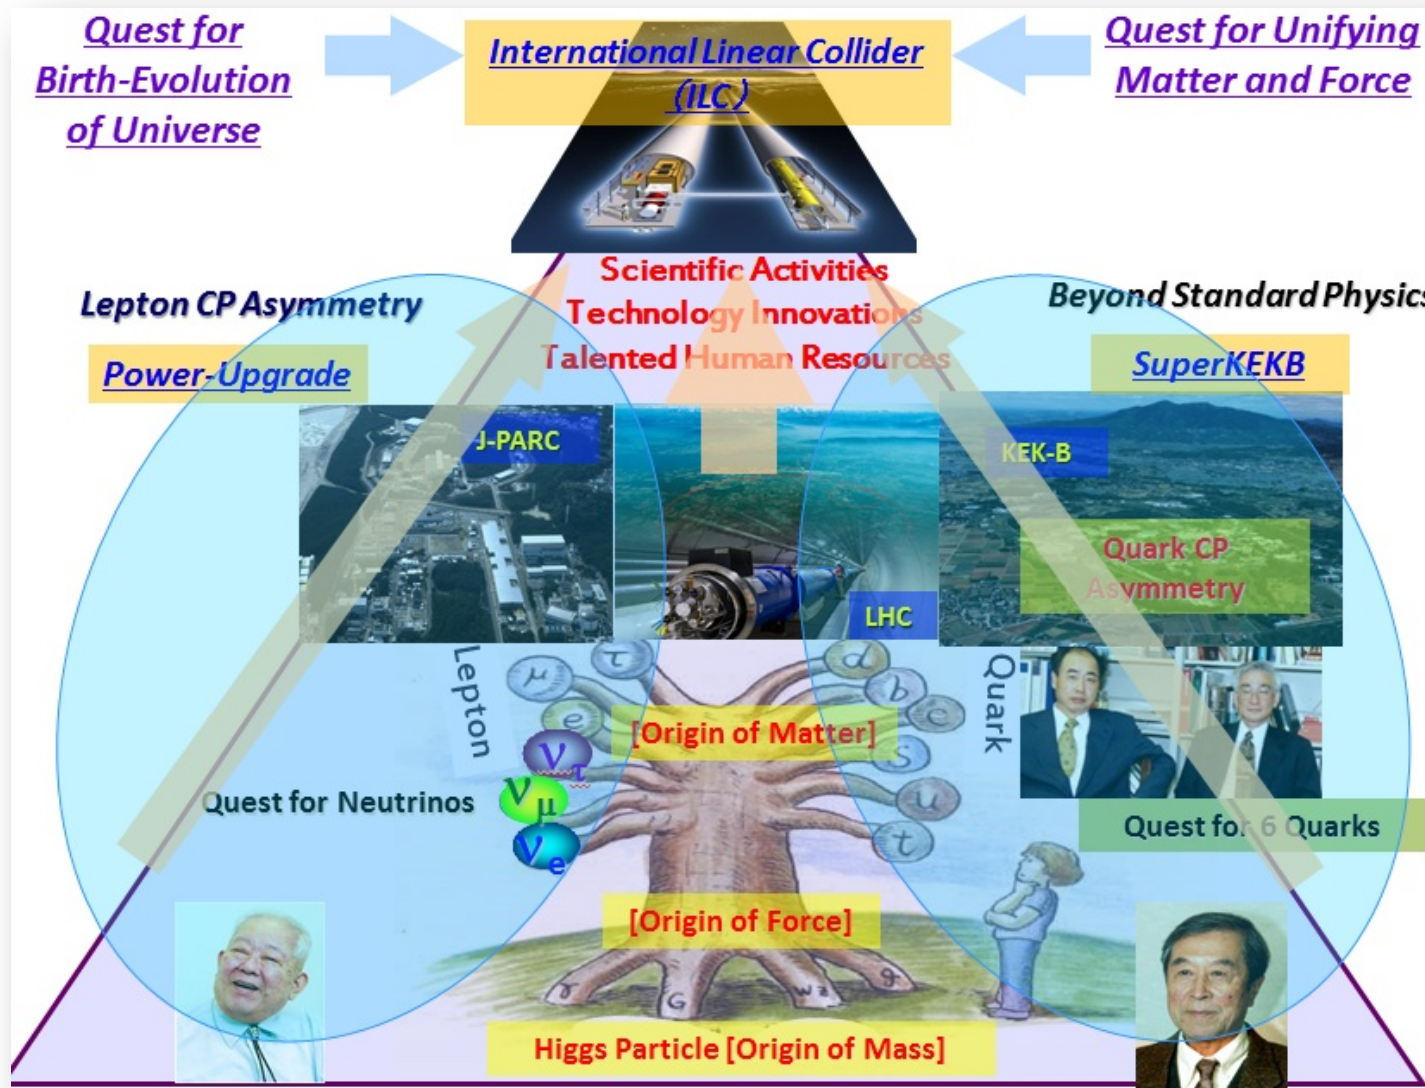 Quest for
Birth-Evolution
of Universe
International Linear Collider
(ILC)
Quest for Unifying
Matter and Force
Scientific Activities
Technology Innovations
Talented Human Resources
Lepton CP Asymmetry
Power-Upgrade
Beyond Standard Physics
SuperKEKB
J-PARC
LHC
KEK-B
Quark CP
Asymmetry
Lepton
Quark
τ
μ
e
ντ
νμ
νe
d
b
c
s
u
t
[Origin of Matter]
Quest for Neutrinos
Quest for 6 Quarks
[Origin of Force]
γ
G
W Z
g
Higgs Particle [Origin of Mass]